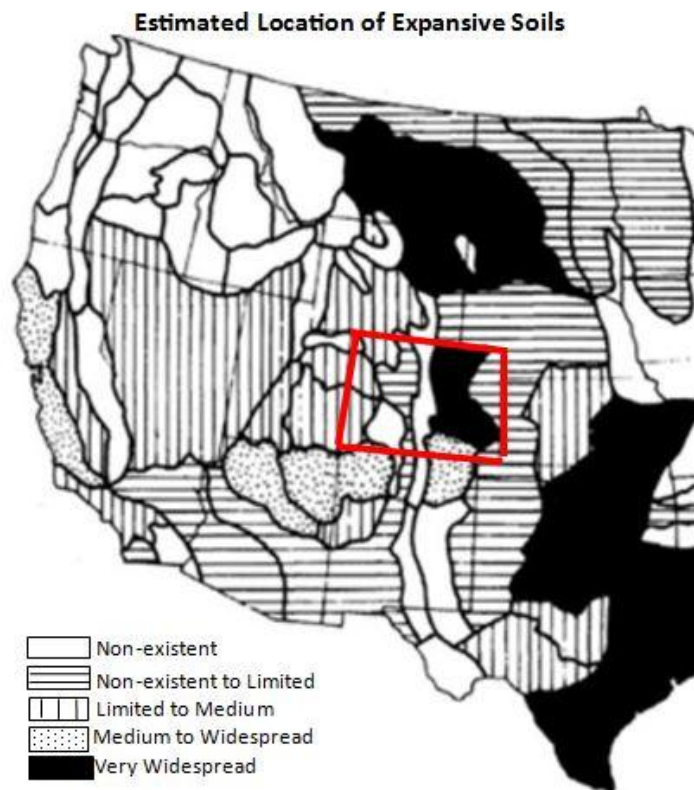 Estimated Location of Expansive Soils
Non-existent
Non-existent to Limited
Limited to Medium
Medium to Widespread
Very Widespread